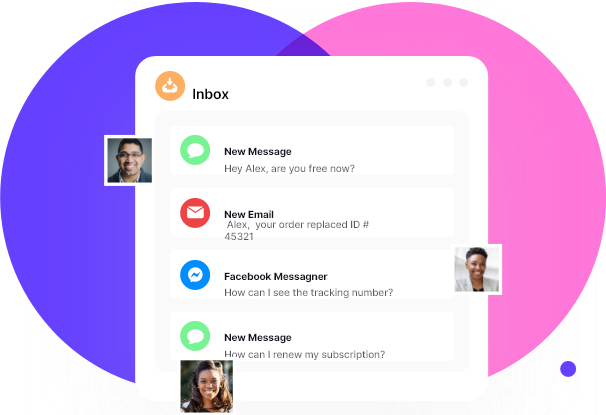 Inbox
New Message
Hey Alex, are you free now?
New Email
Alex, your order replaced ID #
45321
Facebook Messagner
How can I see the tracking number?
New Message
How can I renew my subscription?